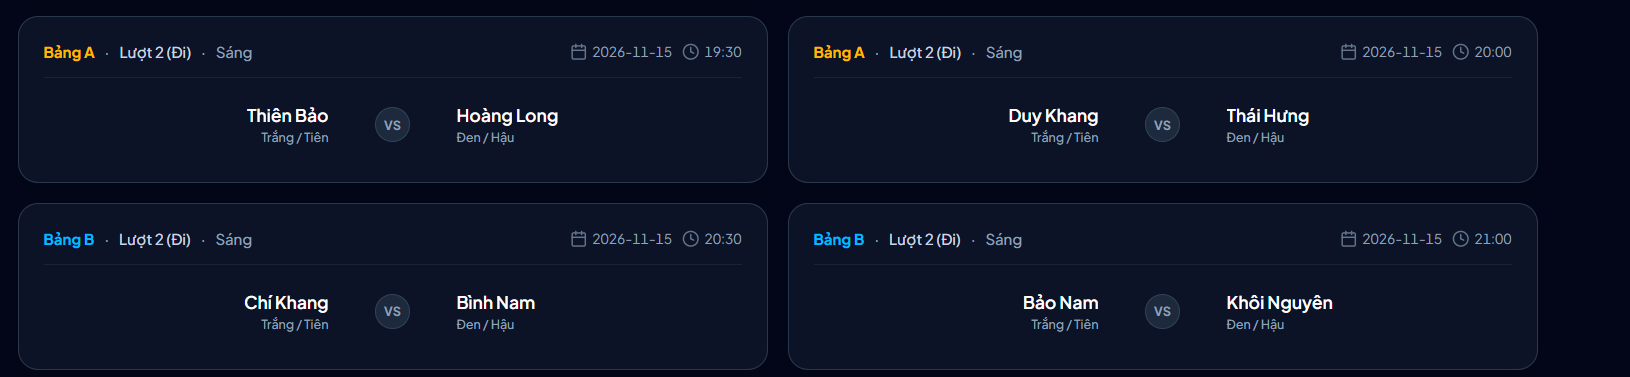 Bảng A · Lượt 2 (Đi) · Sáng 2026-11-15 19:30
Thiên Bảo VS Hoàng Long
Trắng / Tiên Đen / Hậu
Bảng A · Lượt 2 (Đi) · Sáng 2026-11-15 20:00
Duy Khang VS Thái Hưng
Trắng / Tiên Đen / Hậu
Bảng B · Lượt 2 (Đi) · Sáng 2026-11-15 20:30
Chí Khang VS Bình Nam
Trắng / Tiên Đen / Hậu
Bảng B · Lượt 2 (Đi) · Sáng 2026-11-15 21:00
Bảo Nam VS Khôi Nguyên
Trắng / Tiên Đen / Hậu